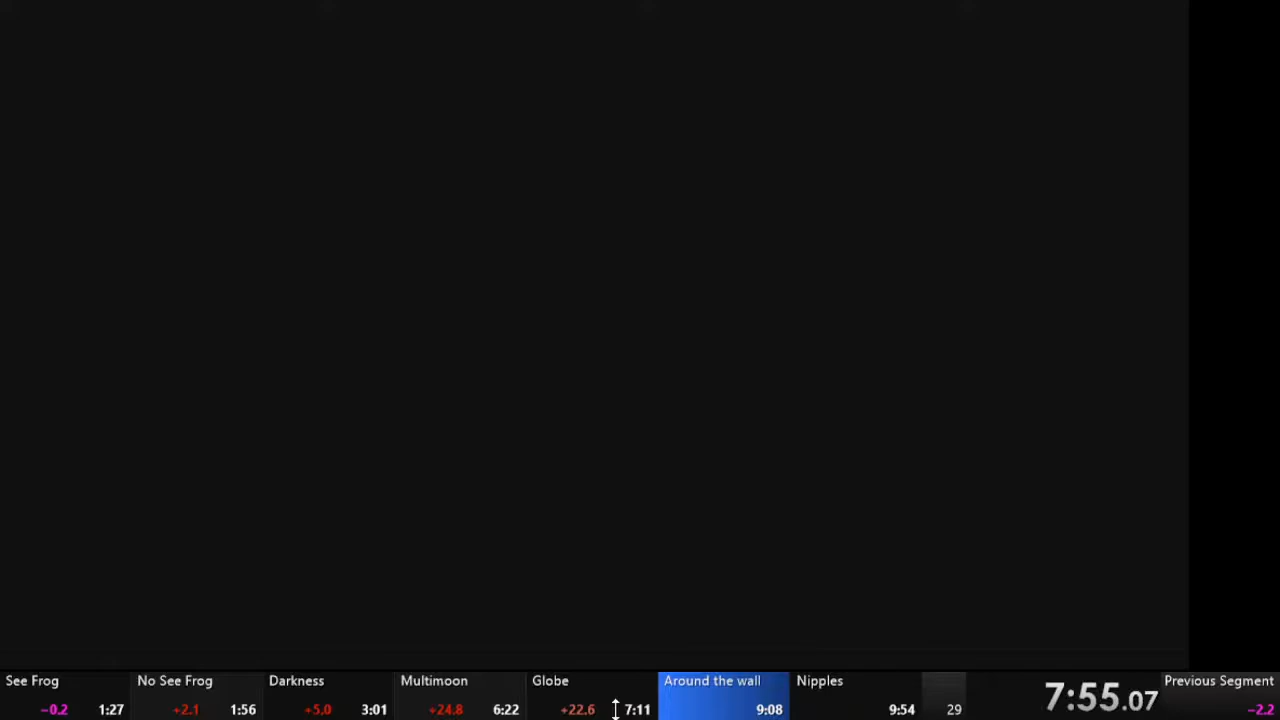 See Frog
−0.2 1:27
No See Frog
+2.1 1:56
Darkness
+5.0 3:01
Multimoon
+24.8 6:22
Globe
+22.6 7:11
Around the wall
9:08
Nipples
9:54
29
7:55.07
Previous Segment
−2.2